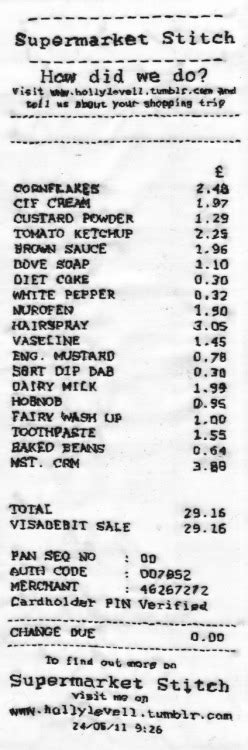 Supermarket Stitch
How did we do?
Visit www.hollylevell.tumblr.com and
tell us about your shopping trip
£
CORNFLAKES 2.48
CIF CREAM 1.97
CUSTARD POWDER 1.29
TOMATO KETCHUP 2.25
BROWN SAUCE 1.96
DOVE SOAP 1.10
DIET COKE 0.30
WHITE PEPPER 0.32
NUROFEN 1.90
HAIRSPRAY 3.05
VASELINE 1.45
ENG. MUSTARD 0.78
SBRT DIP DAB 0.30
DAIRY MILK 1.99
HOBNOB 0.95
FAIRY WASH UP 1.00
TOOTHPASTE 1.55
BAKED BEANS 0.64
MST. CRM 3.88
TOTAL 29.16
VISADEBIT SALE 29.16
PAN SEQ NO : 00
AUTH CODE : 007852
MERCHANT : 46267272
Cardholder PIN Verified
CHANGE DUE 0.00
To find out more on
Supermarket Stitch
visit me on
www.hollylevell.tumblr.com
24/05/11 9:26